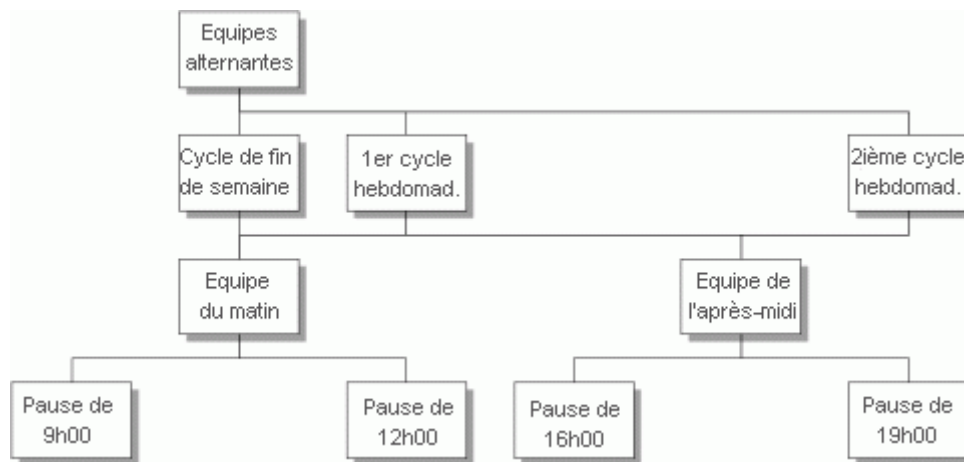 Equipes
alternantes
Cycle de fin
de semaine
1er cycle
hebdomad.
2ième cycle
hebdomad.
Equipe
du matin
Equipe de
l'après-midi
Pause de
9h00
Pause de
12h00
Pause de
16h00
Pause de
19h00